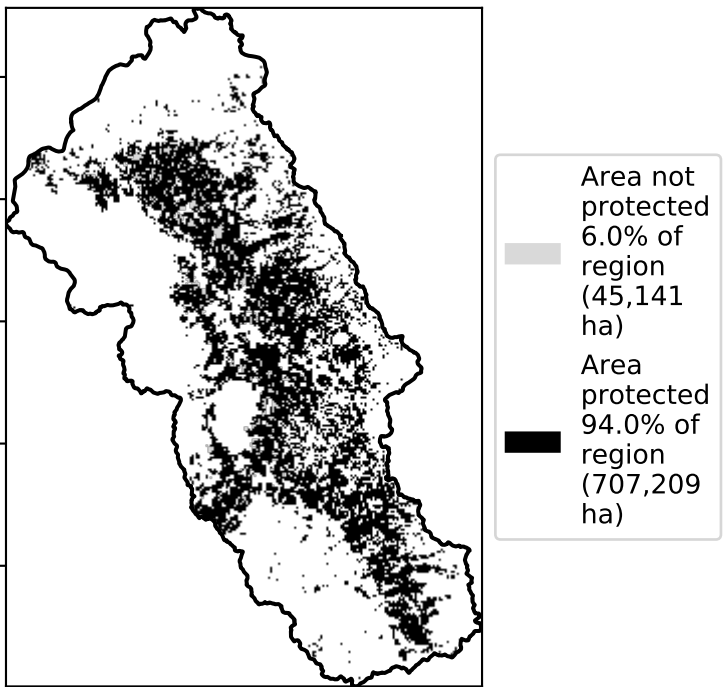 Area not
protected
6.0% of
region
(45,141
ha)
Area
protected
94.0% of
region
(707,209
ha)